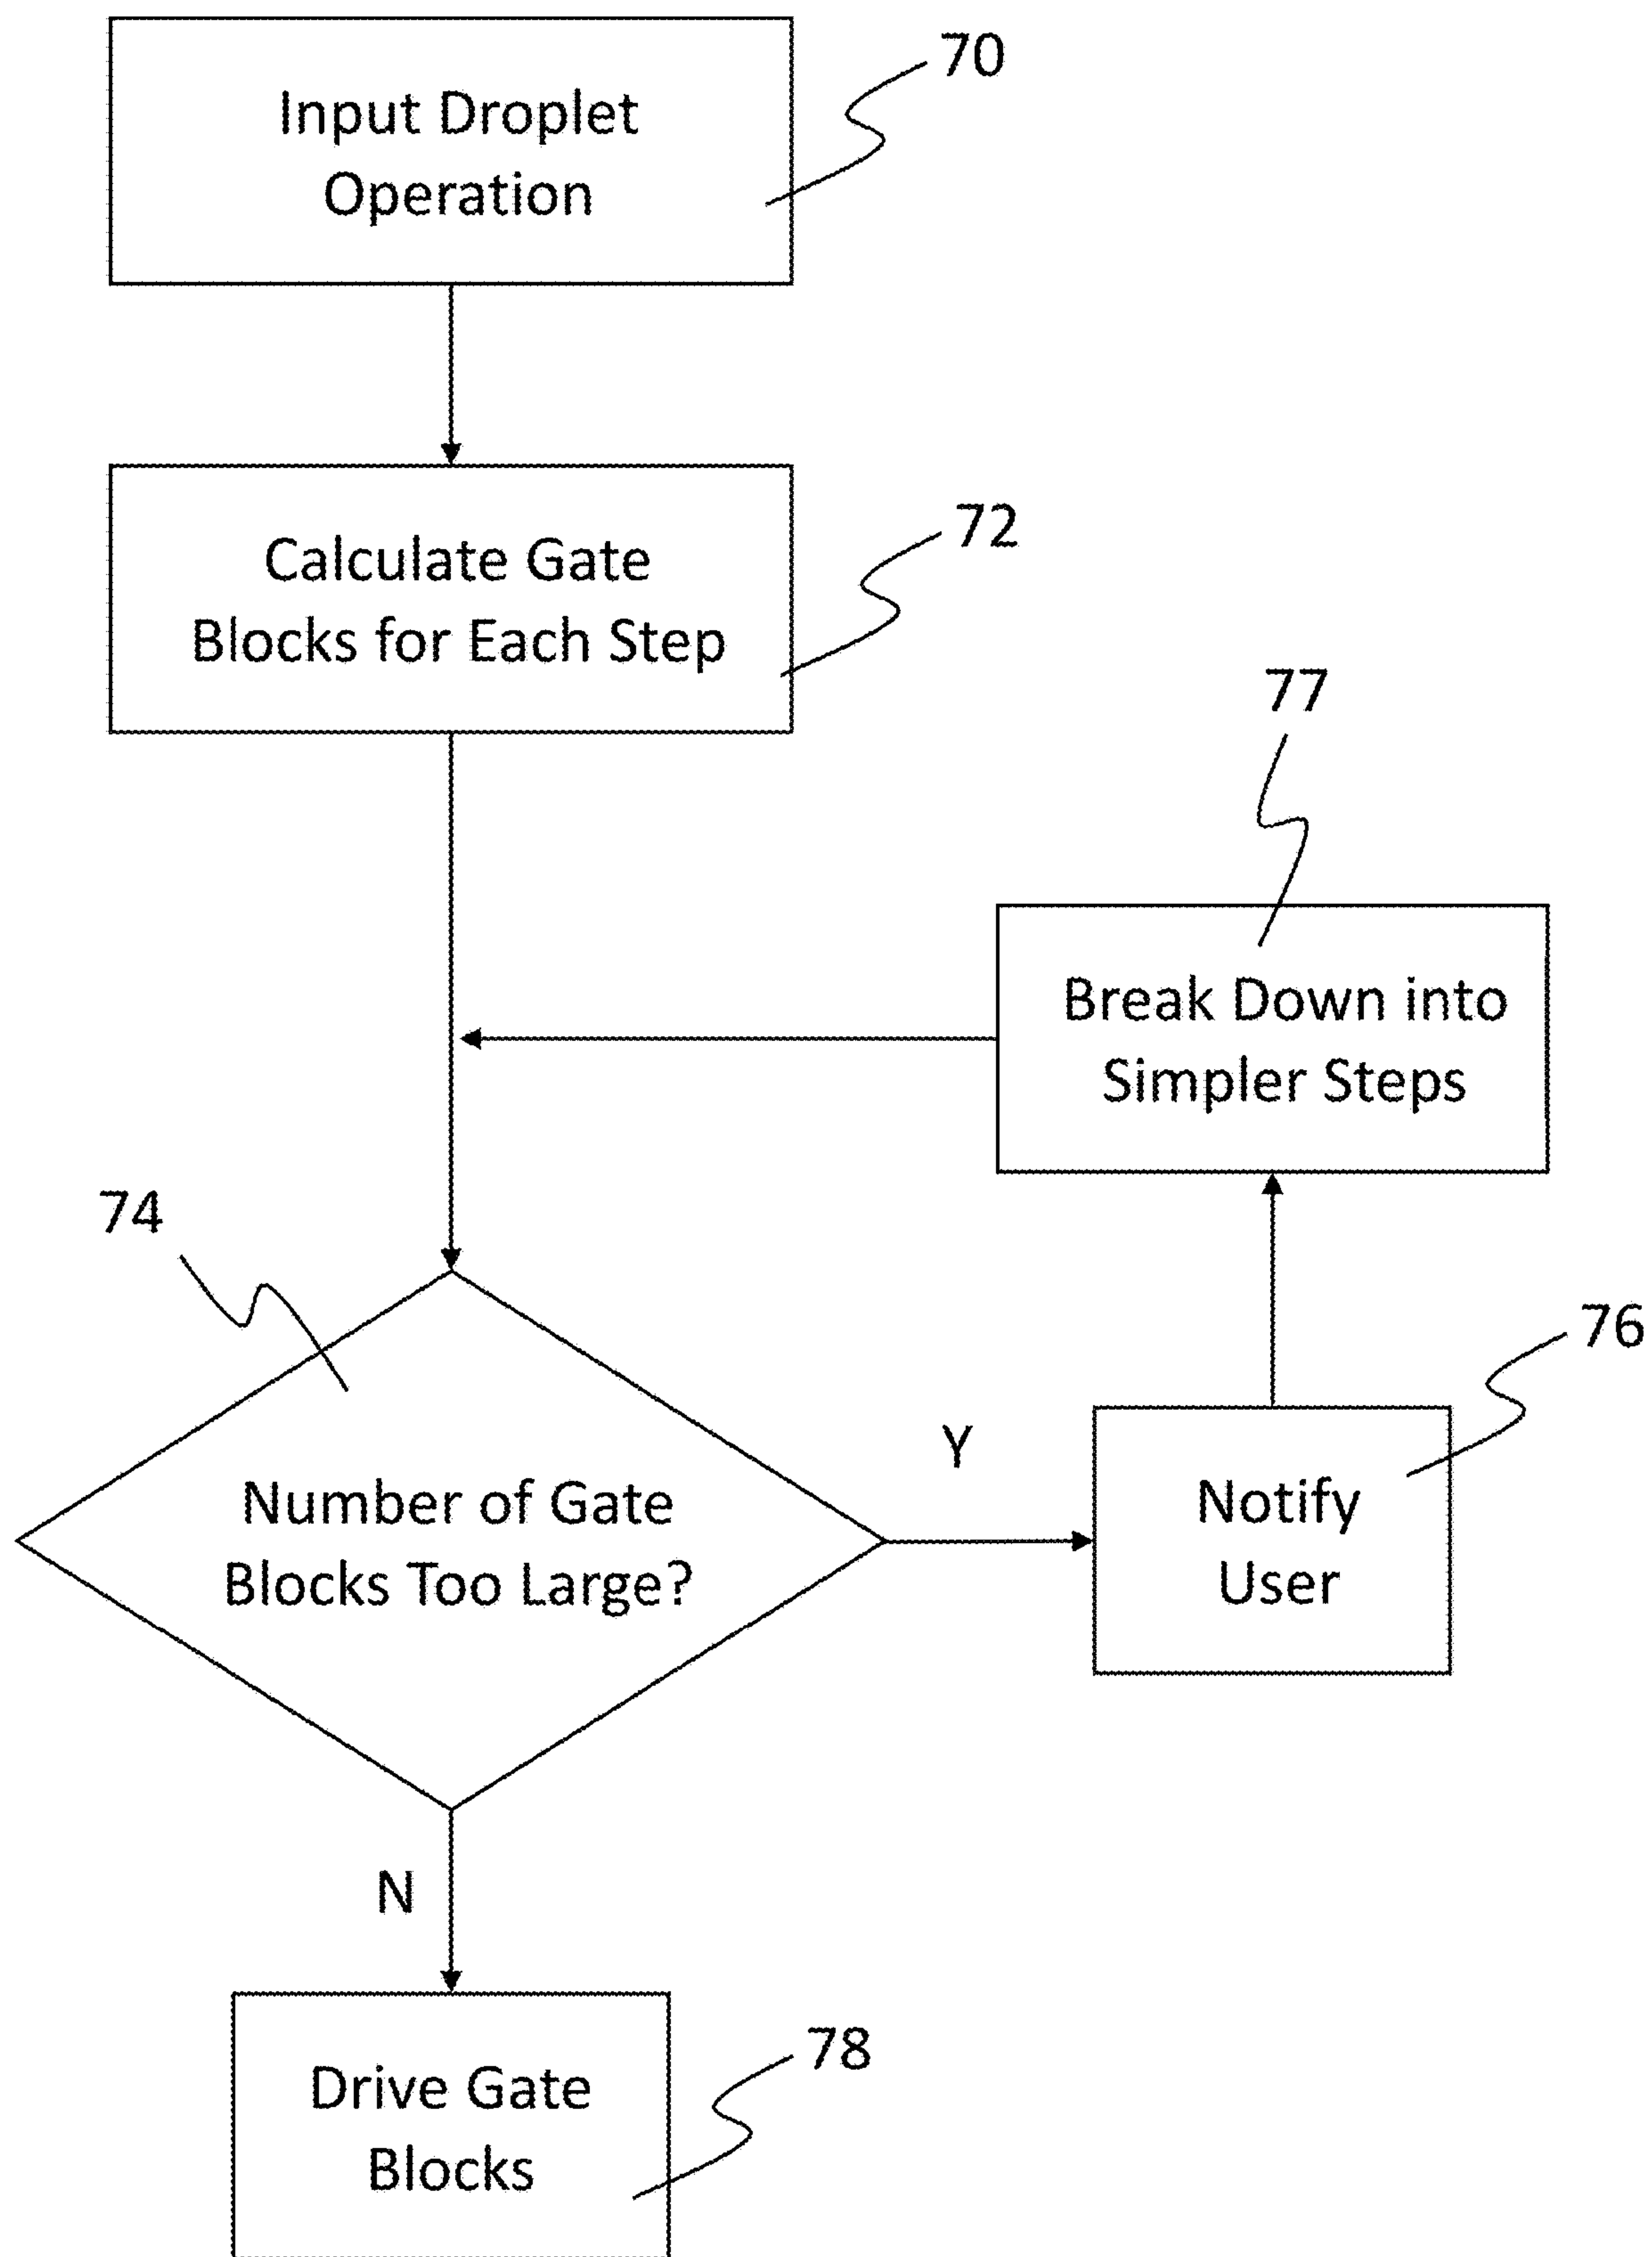 70
Input Droplet
Operation
72
Calculate Gate
Blocks for Each Step
77
Break Down into
Simpler Steps
74
76
Y
Number of Gate
Blocks Too Large?
Notify
User
N
78
Drive Gate
Blocks